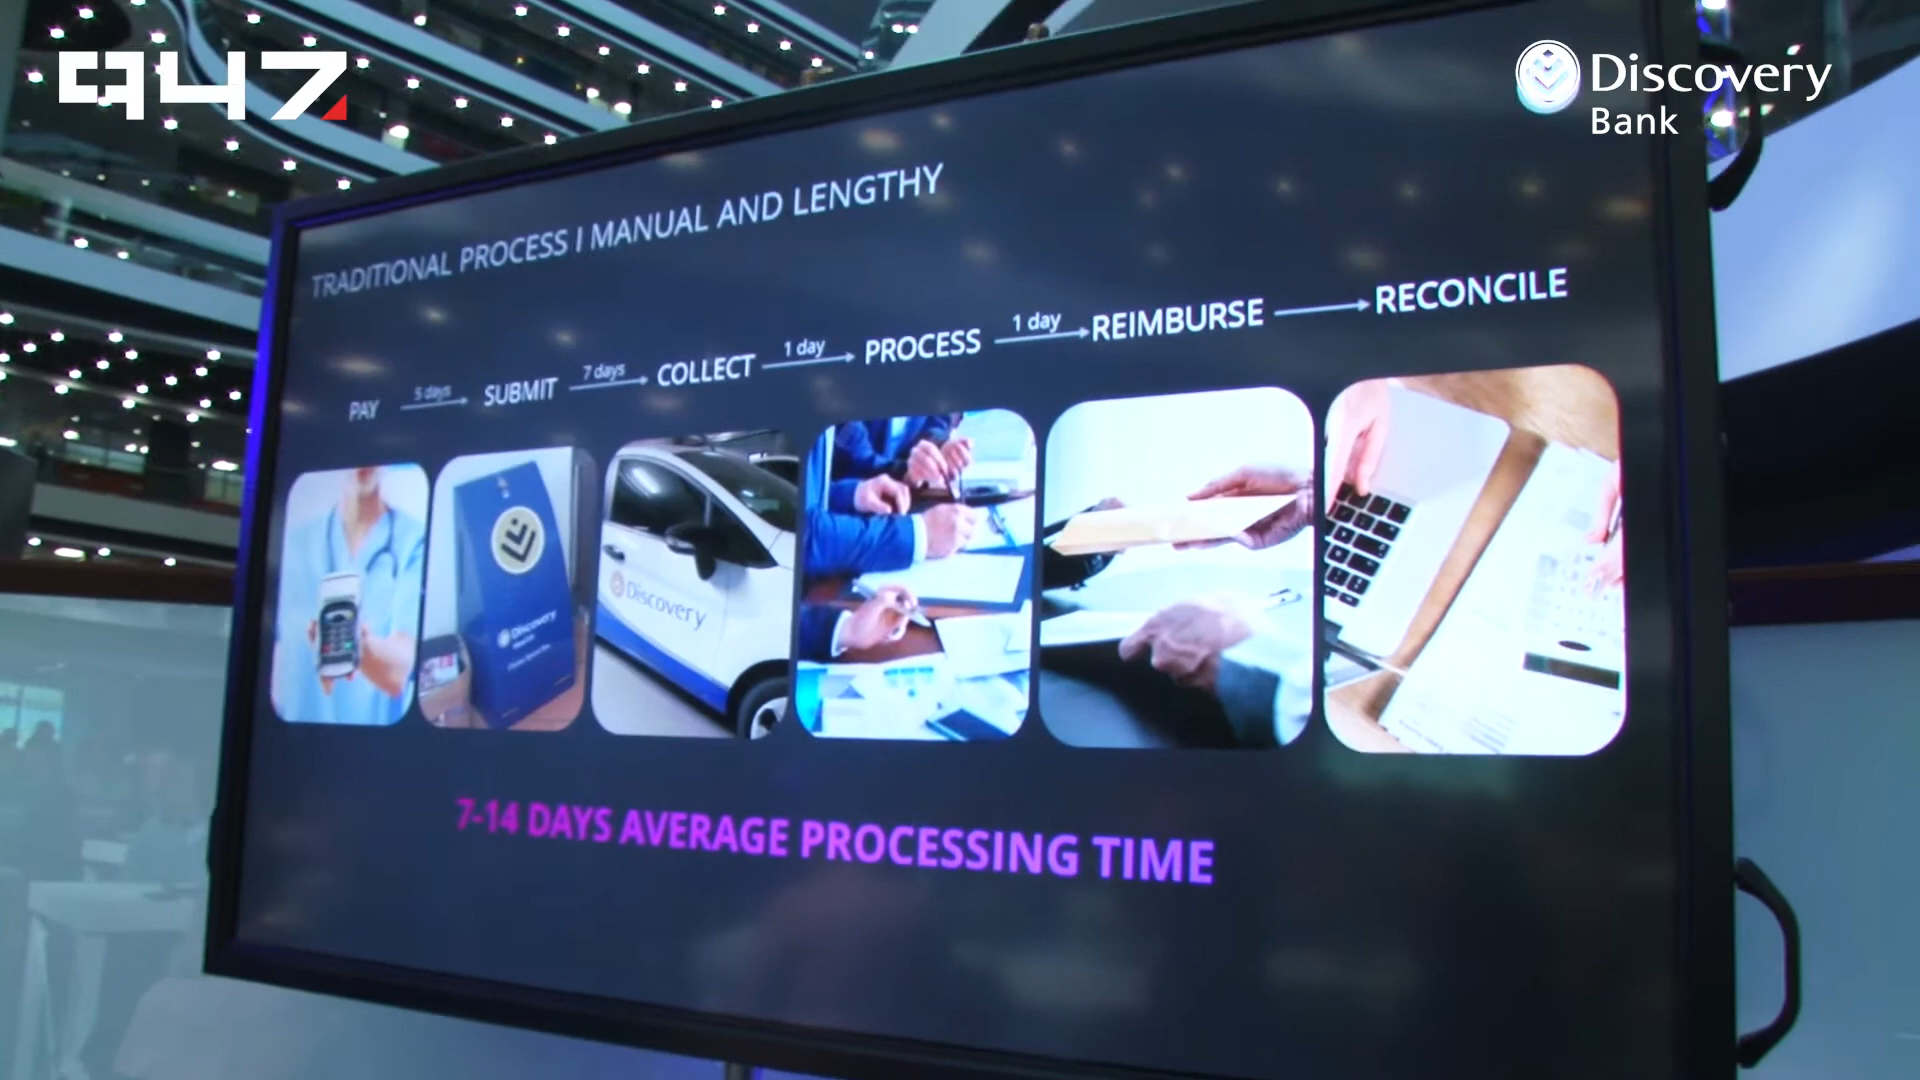 947
Discovery
Bank
TRADITIONAL PROCESS I MANUAL AND LENGTHY
PAY 5 days SUBMIT 7 days COLLECT 1 day PROCESS 1 day REIMBURSE RECONCILE
Discovery
Discovery
7-14 DAYS AVERAGE PROCESSING TIME